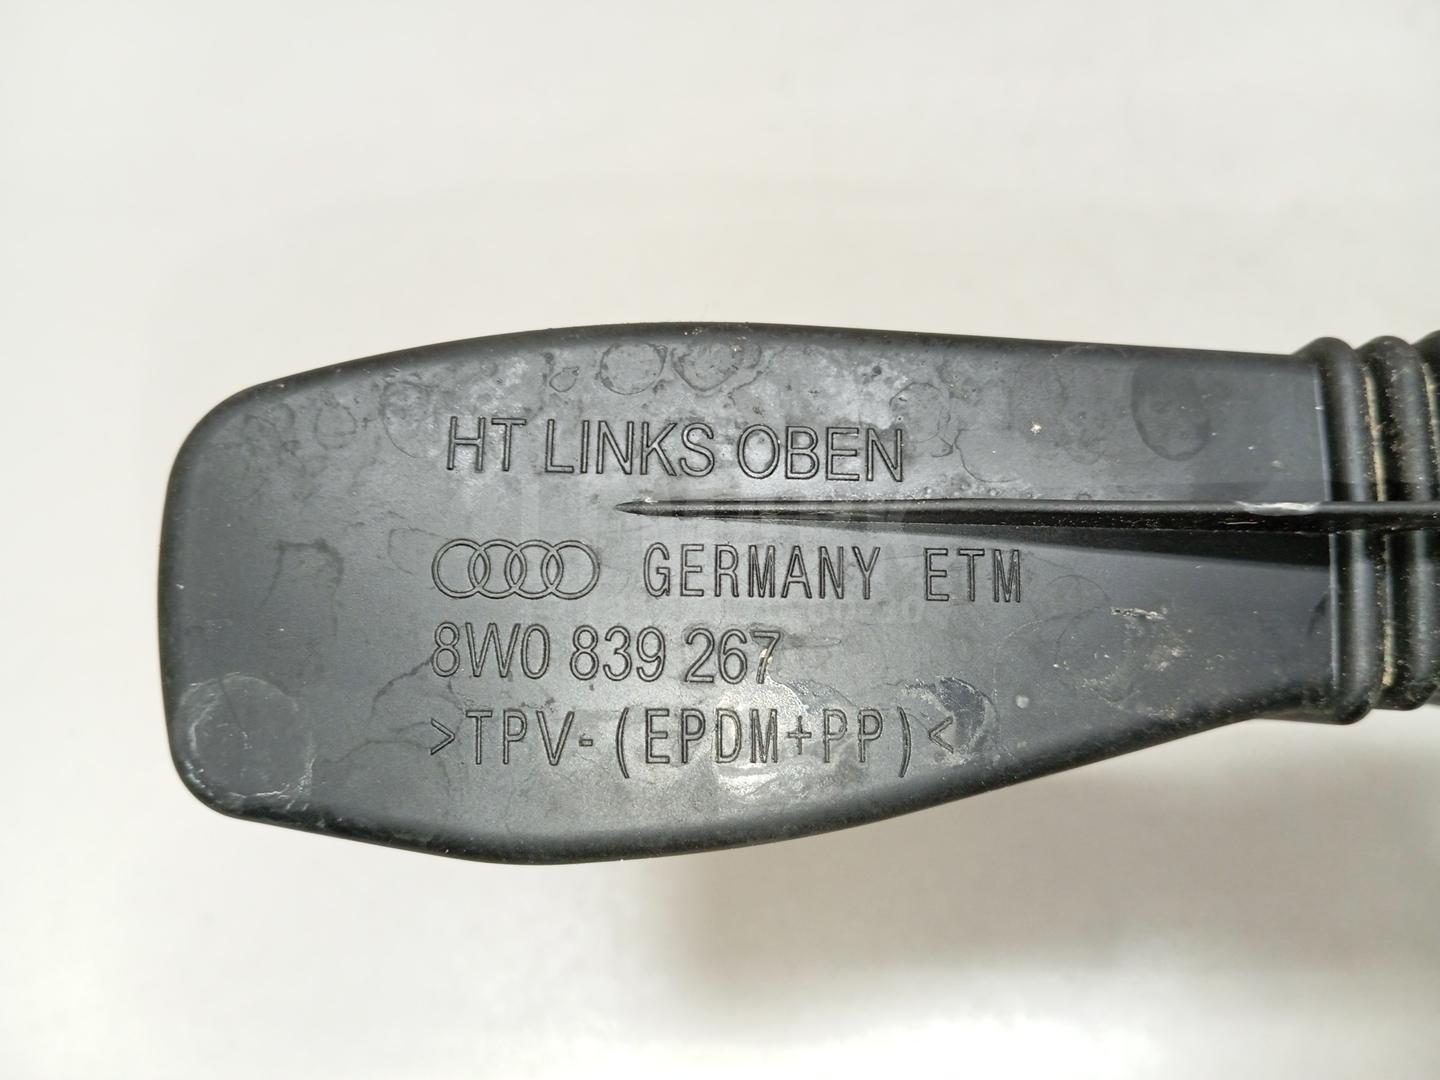 HT LINKS OBEN
GERMANY ETM
8W0 839 267
>TPV-(EPDM+PP)<